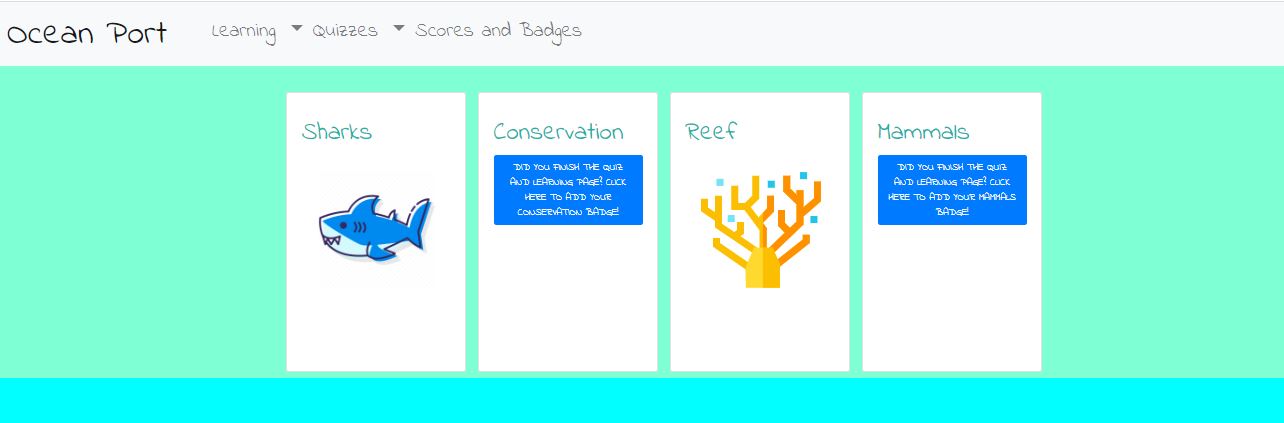 Ocean Port
Learning Quizzes Scores and Badges
Sharks
Conservation
DID YOU FINISH THE QUIZ
AND LEARNING PAGE? CLICK
HERE TO ADD YOUR
CONSERVATION BADGE!
Reef
Mammals
DID YOU FINISH THE QUIZ
AND LEARNING PAGE? CLICK
HERE TO ADD YOUR MAMMALS
BADGE!